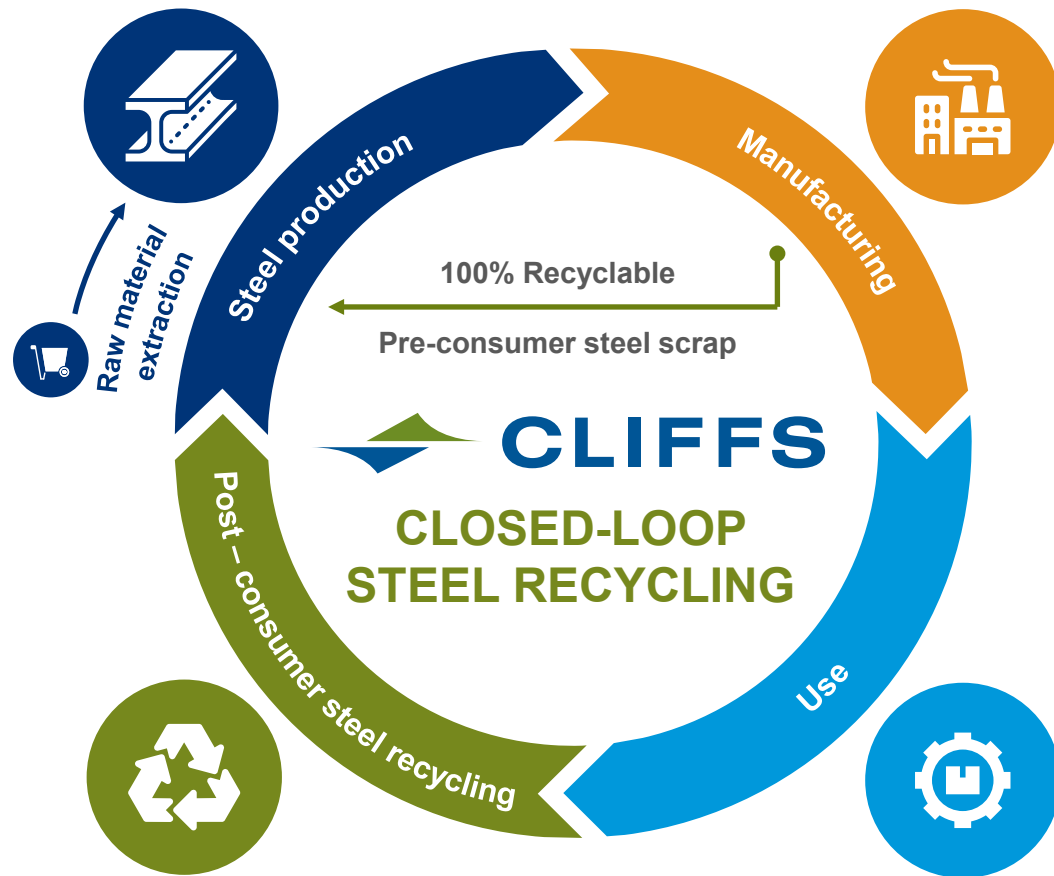 Steel production
Manufacturing
Raw material
extraction
100% Recyclable
Pre-consumer steel scrap
CLIFFS
CLOSED-LOOP
STEEL RECYCLING
Post – consumer steel recycling
Use